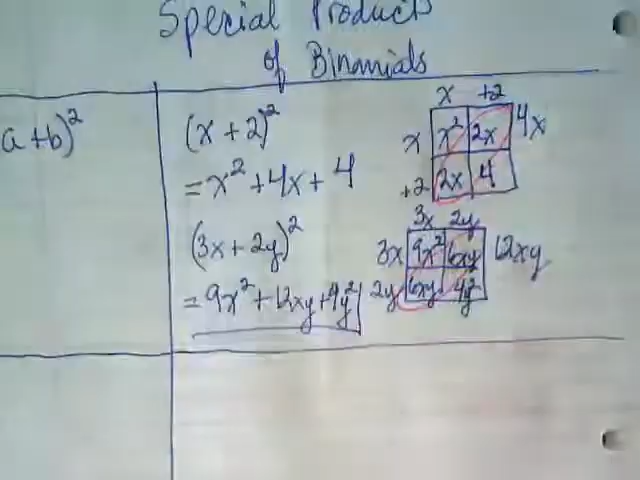 Special Products
of Binomials
a+b)²
(x+2)²
=x²+4x+4
x +2
x x² 2x 4x
+2 2x 4
(3x+2y)²
=9x²+12xy+4y²
3x 2y
3x 9x² 6xy 12xy
2y 6xy 4y²